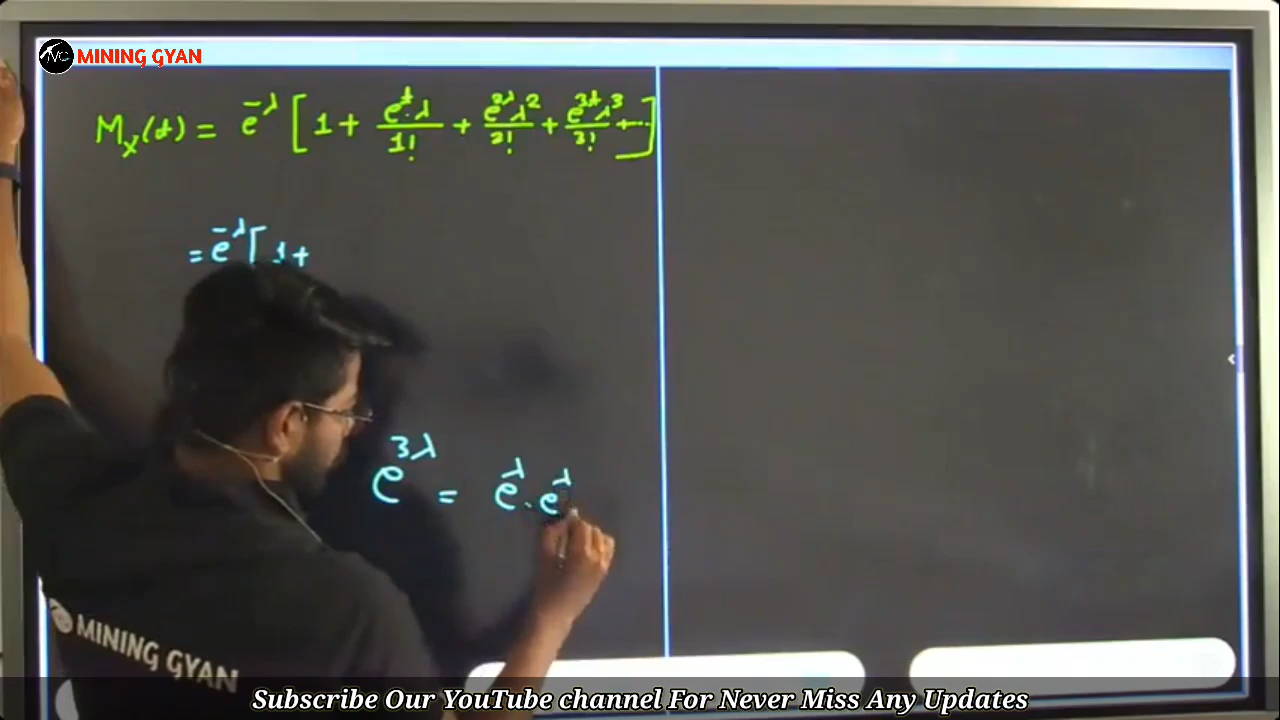 MINING GYAN
Mₓ(t) = e^-λ [ 1 + e^t·λ/1! + e^2λ λ^2/2! + e^3t λ^3/3! + ... ]
= e^-λ [ 1 +
e^3λ = e^λ · e^λ
MINING GYAN
Subscribe Our YouTube channel For Never Miss Any Updates